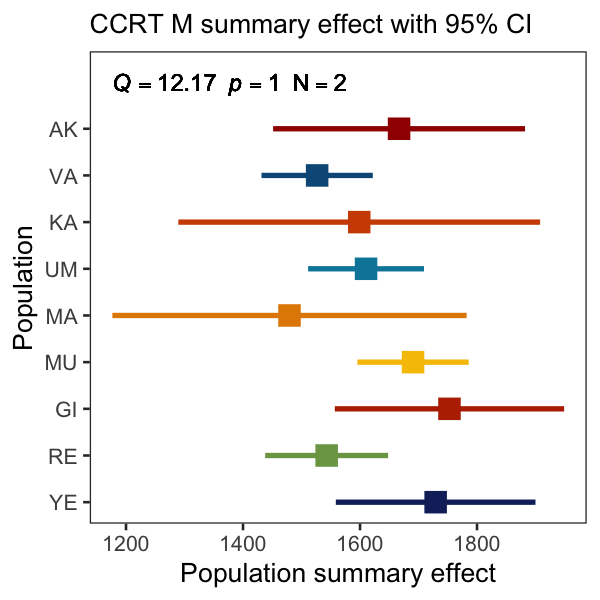 CCRT M summary effect with 95% CI
Q = 12.17 p = 1 N = 2
AK
VA
KA
UM
MA
MU
GI
RE
YE
Population
1200 1400 1600 1800
Population summary effect